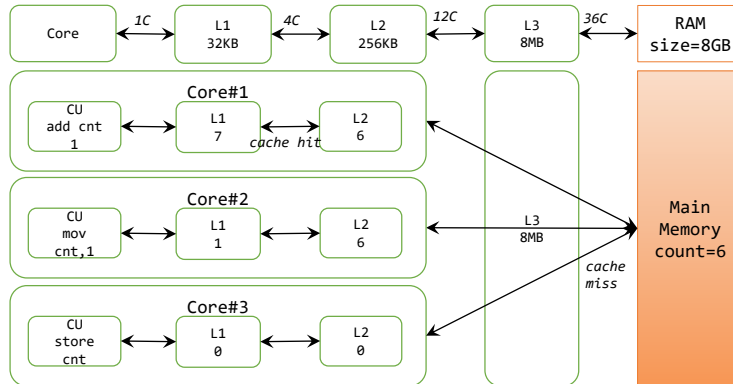 Core
1C
L1
32KB
4C
L2
256KB
12C
L3
8MB
36C
RAM
size=8GB
Core#1
CU
add cnt
1
L1
7
cache hit
L2
6
Core#2
CU
mov
cnt,1
L1
1
L2
6
Core#3
CU
store
cnt
L1
0
L2
0
L3
8MB
cache
miss
Main
Memory
count=6